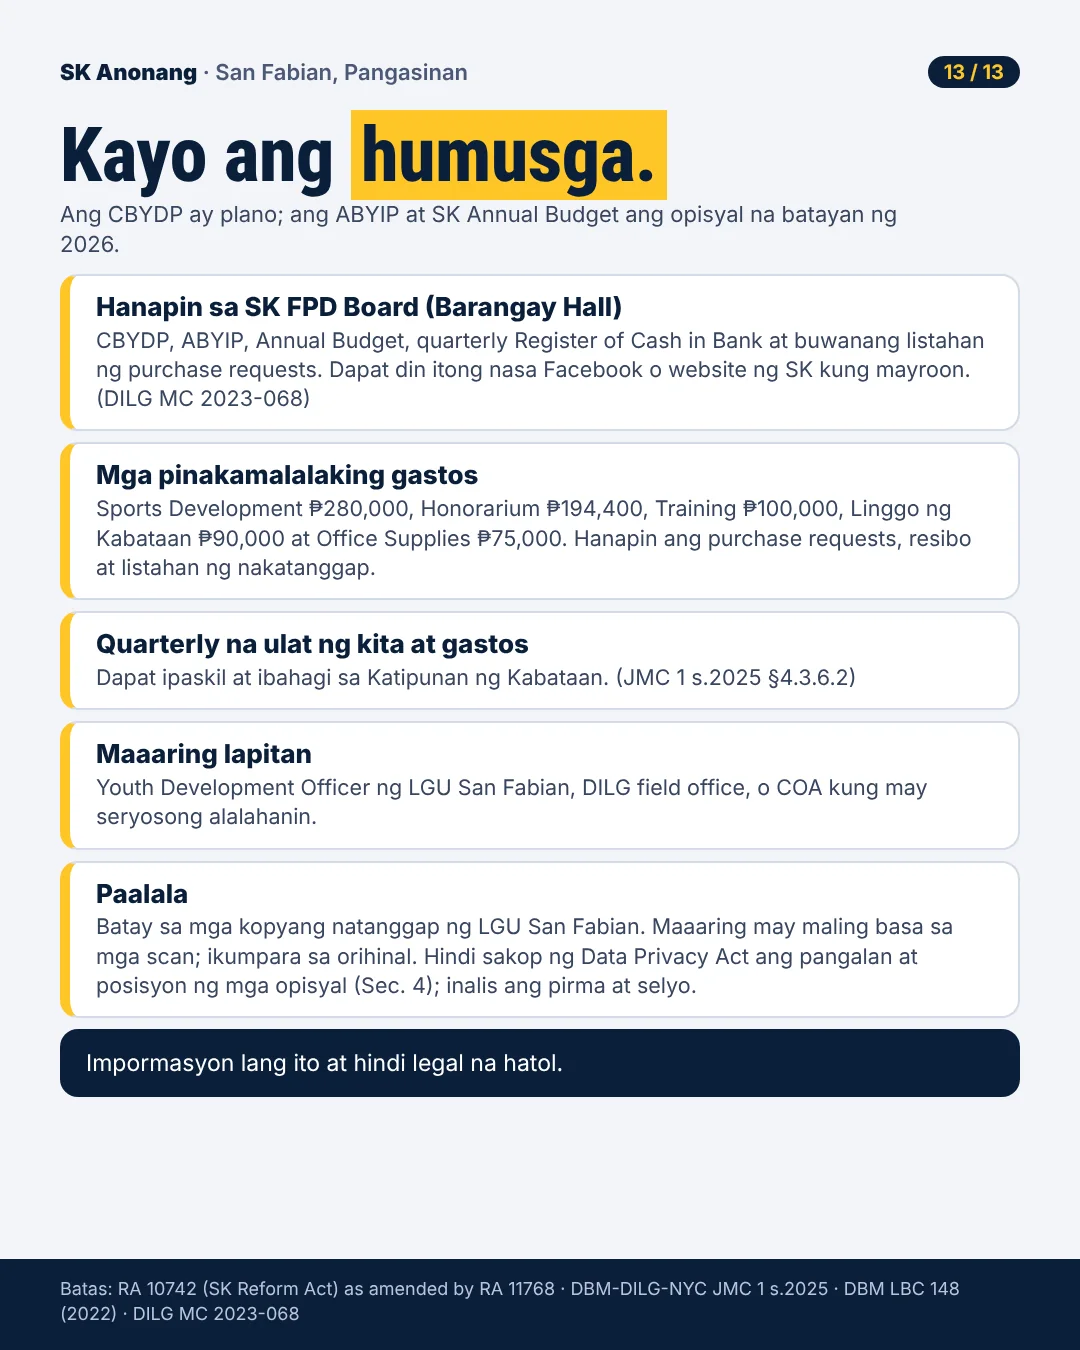 SK Anonang · San Fabian, Pangasinan
13 / 13
Kayo ang humusga.
Ang CBYDP ay plano; ang ABYIP at SK Annual Budget ang opisyal na batayan ng
2026.
Hanapin sa SK FPD Board (Barangay Hall)
CBYDP, ABYIP, Annual Budget, quarterly Register of Cash in Bank at buwanang listahan
ng purchase requests. Dapat din itong nasa Facebook o website ng SK kung mayroon.
(DILG MC 2023-068)
Mga pinakamalalaking gastos
Sports Development ₱280,000, Honorarium ₱194,400, Training ₱100,000, Linggo ng
Kabataan ₱90,000 at Office Supplies ₱75,000. Hanapin ang purchase requests, resibo
at listahan ng nakatanggap.
Quarterly na ulat ng kita at gastos
Dapat ipaskil at ibahagi sa Katipunan ng Kabataan. (JMC 1 s.2025 §4.3.6.2)
Maaaring lapitan
Youth Development Officer ng LGU San Fabian, DILG field office, o COA kung may
seryosong alalahanin.
Paalala
Batay sa mga kopyang natanggap ng LGU San Fabian. Maaaring may maling basa sa
mga scan; ikumpara sa orihinal. Hindi sakop ng Data Privacy Act ang pangalan at
posisyon ng mga opisyal (Sec. 4); inalis ang pirma at selyo.
Impormasyon lang ito at hindi legal na hatol.
Batas: RA 10742 (SK Reform Act) as amended by RA 11768 · DBM-DILG-NYC JMC 1 s.2025 · DBM LBC 148
(2022) · DILG MC 2023-068